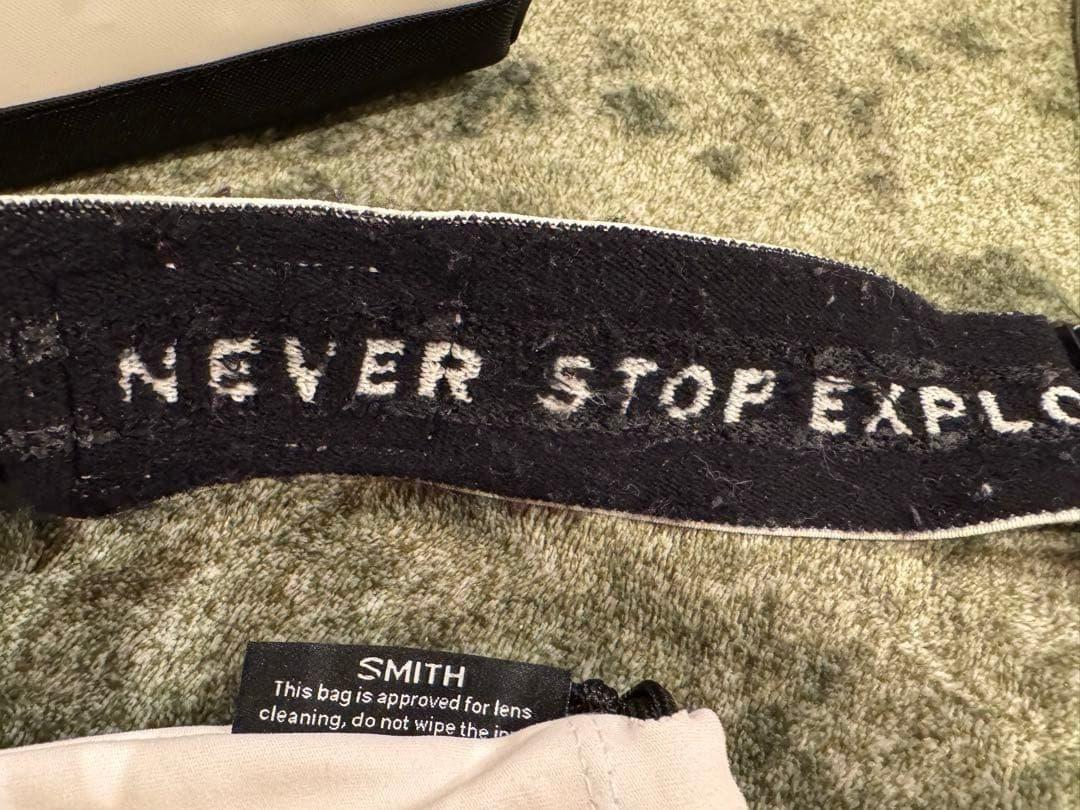 NEVER STOP EXPLO
SMITH
This bag is approved for lens
cleaning, do not wipe the